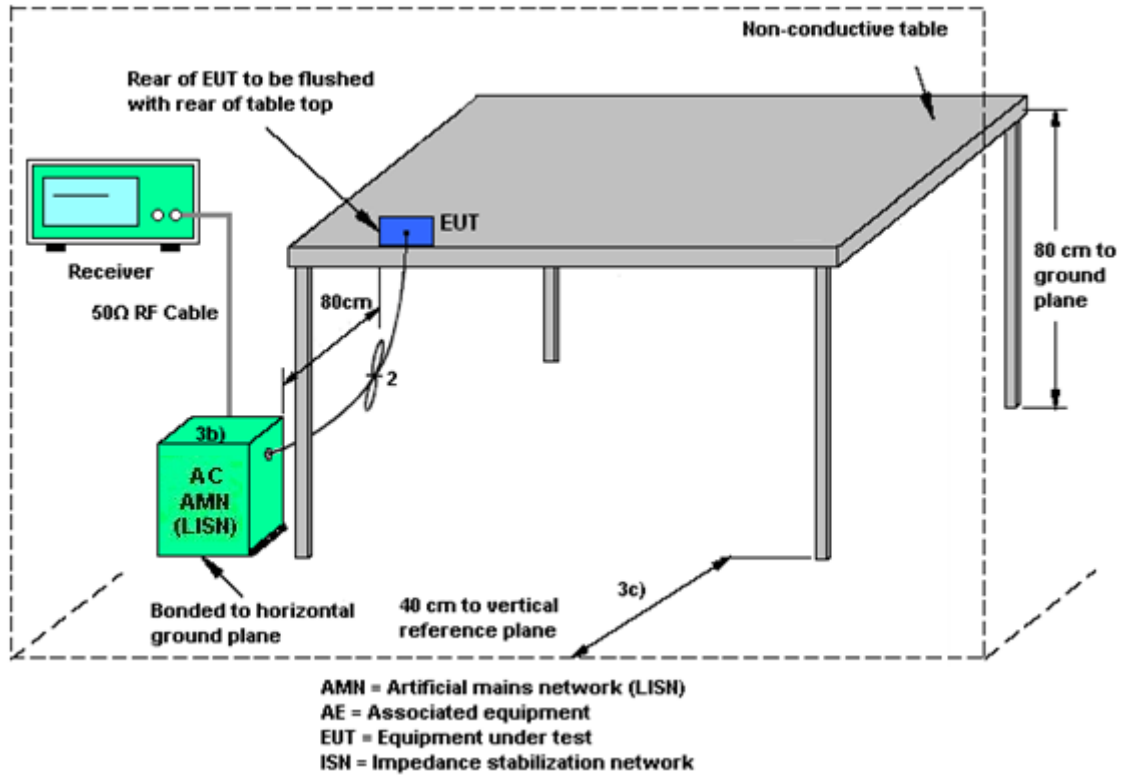 Non-conductive table
Rear of EUT to be flushed
with rear of table top
EUT
Receiver
80 cm to
ground
plane
80cm
50Ω RF Cable
2
3b)
AC
AMN
(LISN)
3c)
Bonded to horizontal
ground plane
40 cm to vertical
reference plane
AMN = Artificial mains network (LISN)
AE = Associated equipment
EUT = Equipment under test
ISN = Impedance stabilization network